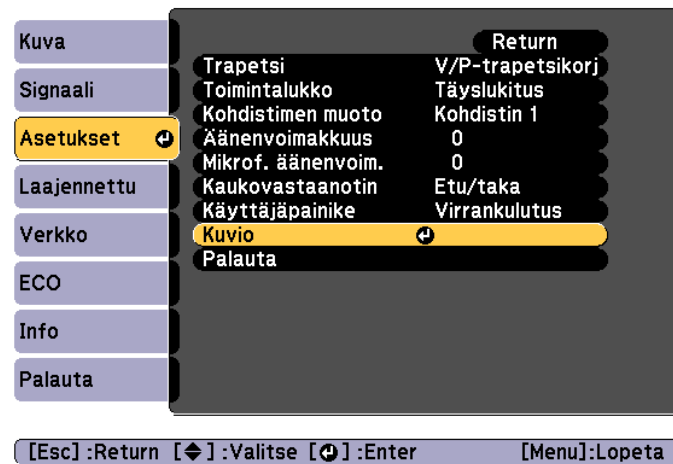 Kuva
Signaali
Asetukset
Laajennettu
Verkko
ECO
Info
Palauta
Return
Trapetsi V/P-trapetsikorj
Toimintalukko Täyslukitus
Kohdistimen muoto Kohdistin 1
Äänenvoimakkuus 0
Mikrof. äänenvoim. 0
Kaukovastaanotin Etu/taka
Käyttäjäpainike Virrankulutus
Kuvio
Palauta
[Esc] :Return [◆] :Valitse [⏎] :Enter [Menu]:Lopeta